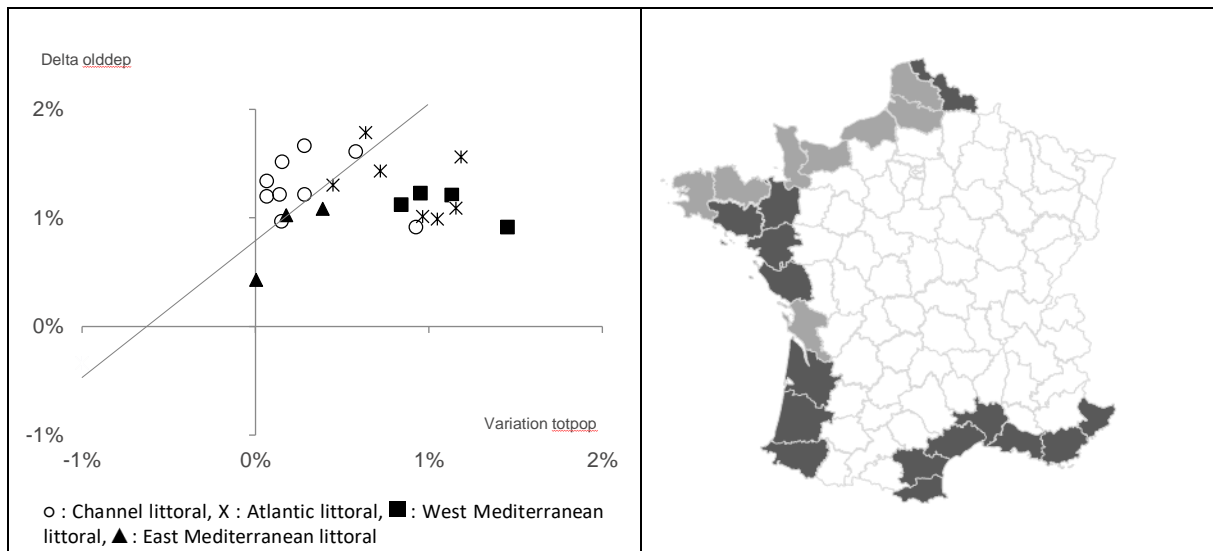 Delta olddep
2%
1%
0%
-1%
Variation totpop
-1%
0%
1%
2%
○ : Channel littoral, X : Atlantic littoral, ■ : West Mediterranean
littoral, ▲ : East Mediterranean littoral